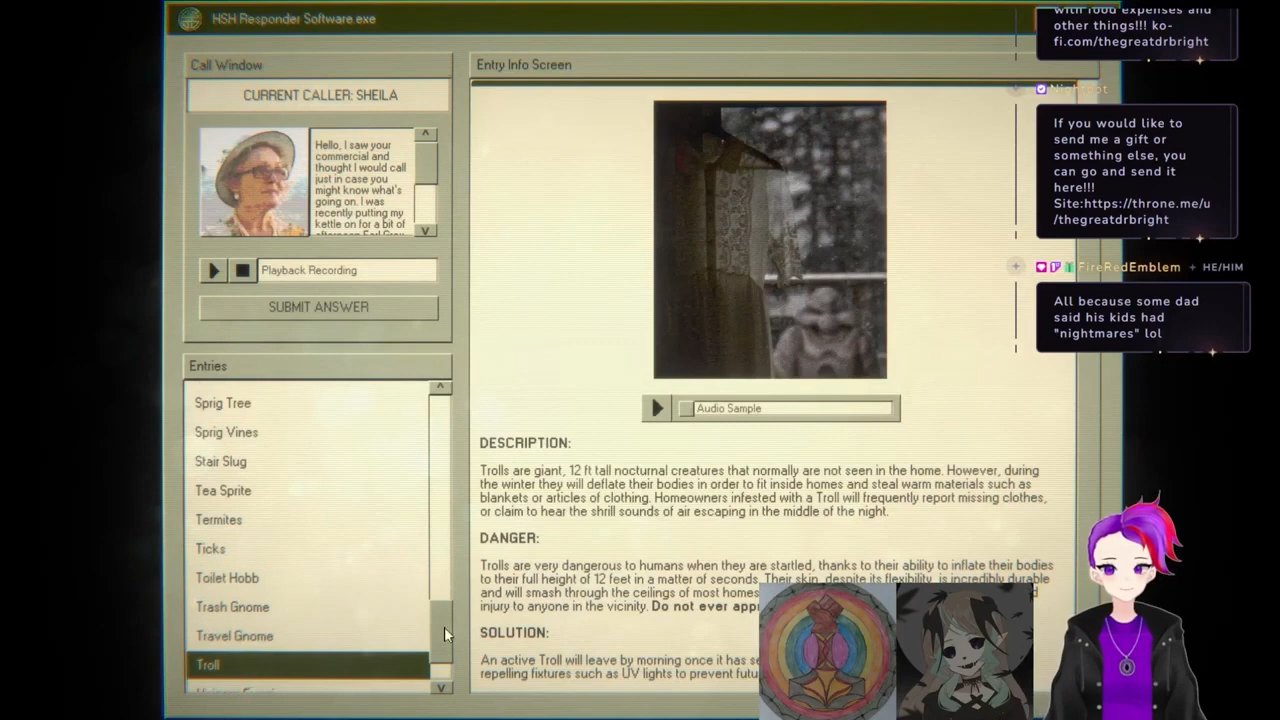 HSH Responder Software.exe
Call Window
CURRENT CALLER: SHEILA
Hello, I saw your
commercial and
thought I would call
just in case you
might know what's
going on. I was
recently putting my
kettle on for a bit of
afternoon Earl Grey
Playback Recording
SUBMIT ANSWER
Entries
Sprig Tree
Sprig Vines
Stair Slug
Tea Sprite
Termites
Ticks
Toilet Hobb
Trash Gnome
Travel Gnome
Troll
Entry Info Screen
Audio Sample
DESCRIPTION:
Trolls are giant, 12 ft tall nocturnal creatures that normally are not seen in the home. However, during
the winter they will deflate their bodies in order to fit inside homes and steal warm materials such as
blankets or articles of clothing. Homeowners infested with a Troll will frequently report missing clothes,
or claim to hear the shrill sounds of air escaping in the middle of the night.
DANGER:
Trolls are very dangerous to humans when they are startled, thanks to their ability to inflate their bodies
to their full height of 12 feet in a matter of seconds. Their skin, despite its flexibility, is incredibly durable
and will smash through the ceilings of most homes
injury to anyone in the vicinity. Do not ever
SOLUTION:
An active Troll will leave by morning once it has
repelling fixtures such as UV lights to prevent
with food expenses and
other things!!! ko-
fi.com/thegreatdrbright
Nightbot
If you would like to
send me a gift or
something else, you
can go and send it
here!!!
Site:https://throne.me/u
/thegreatdrbright
FireRedEmblem HE/HIM
All because some dad
said his kids had
"nightmares" lol